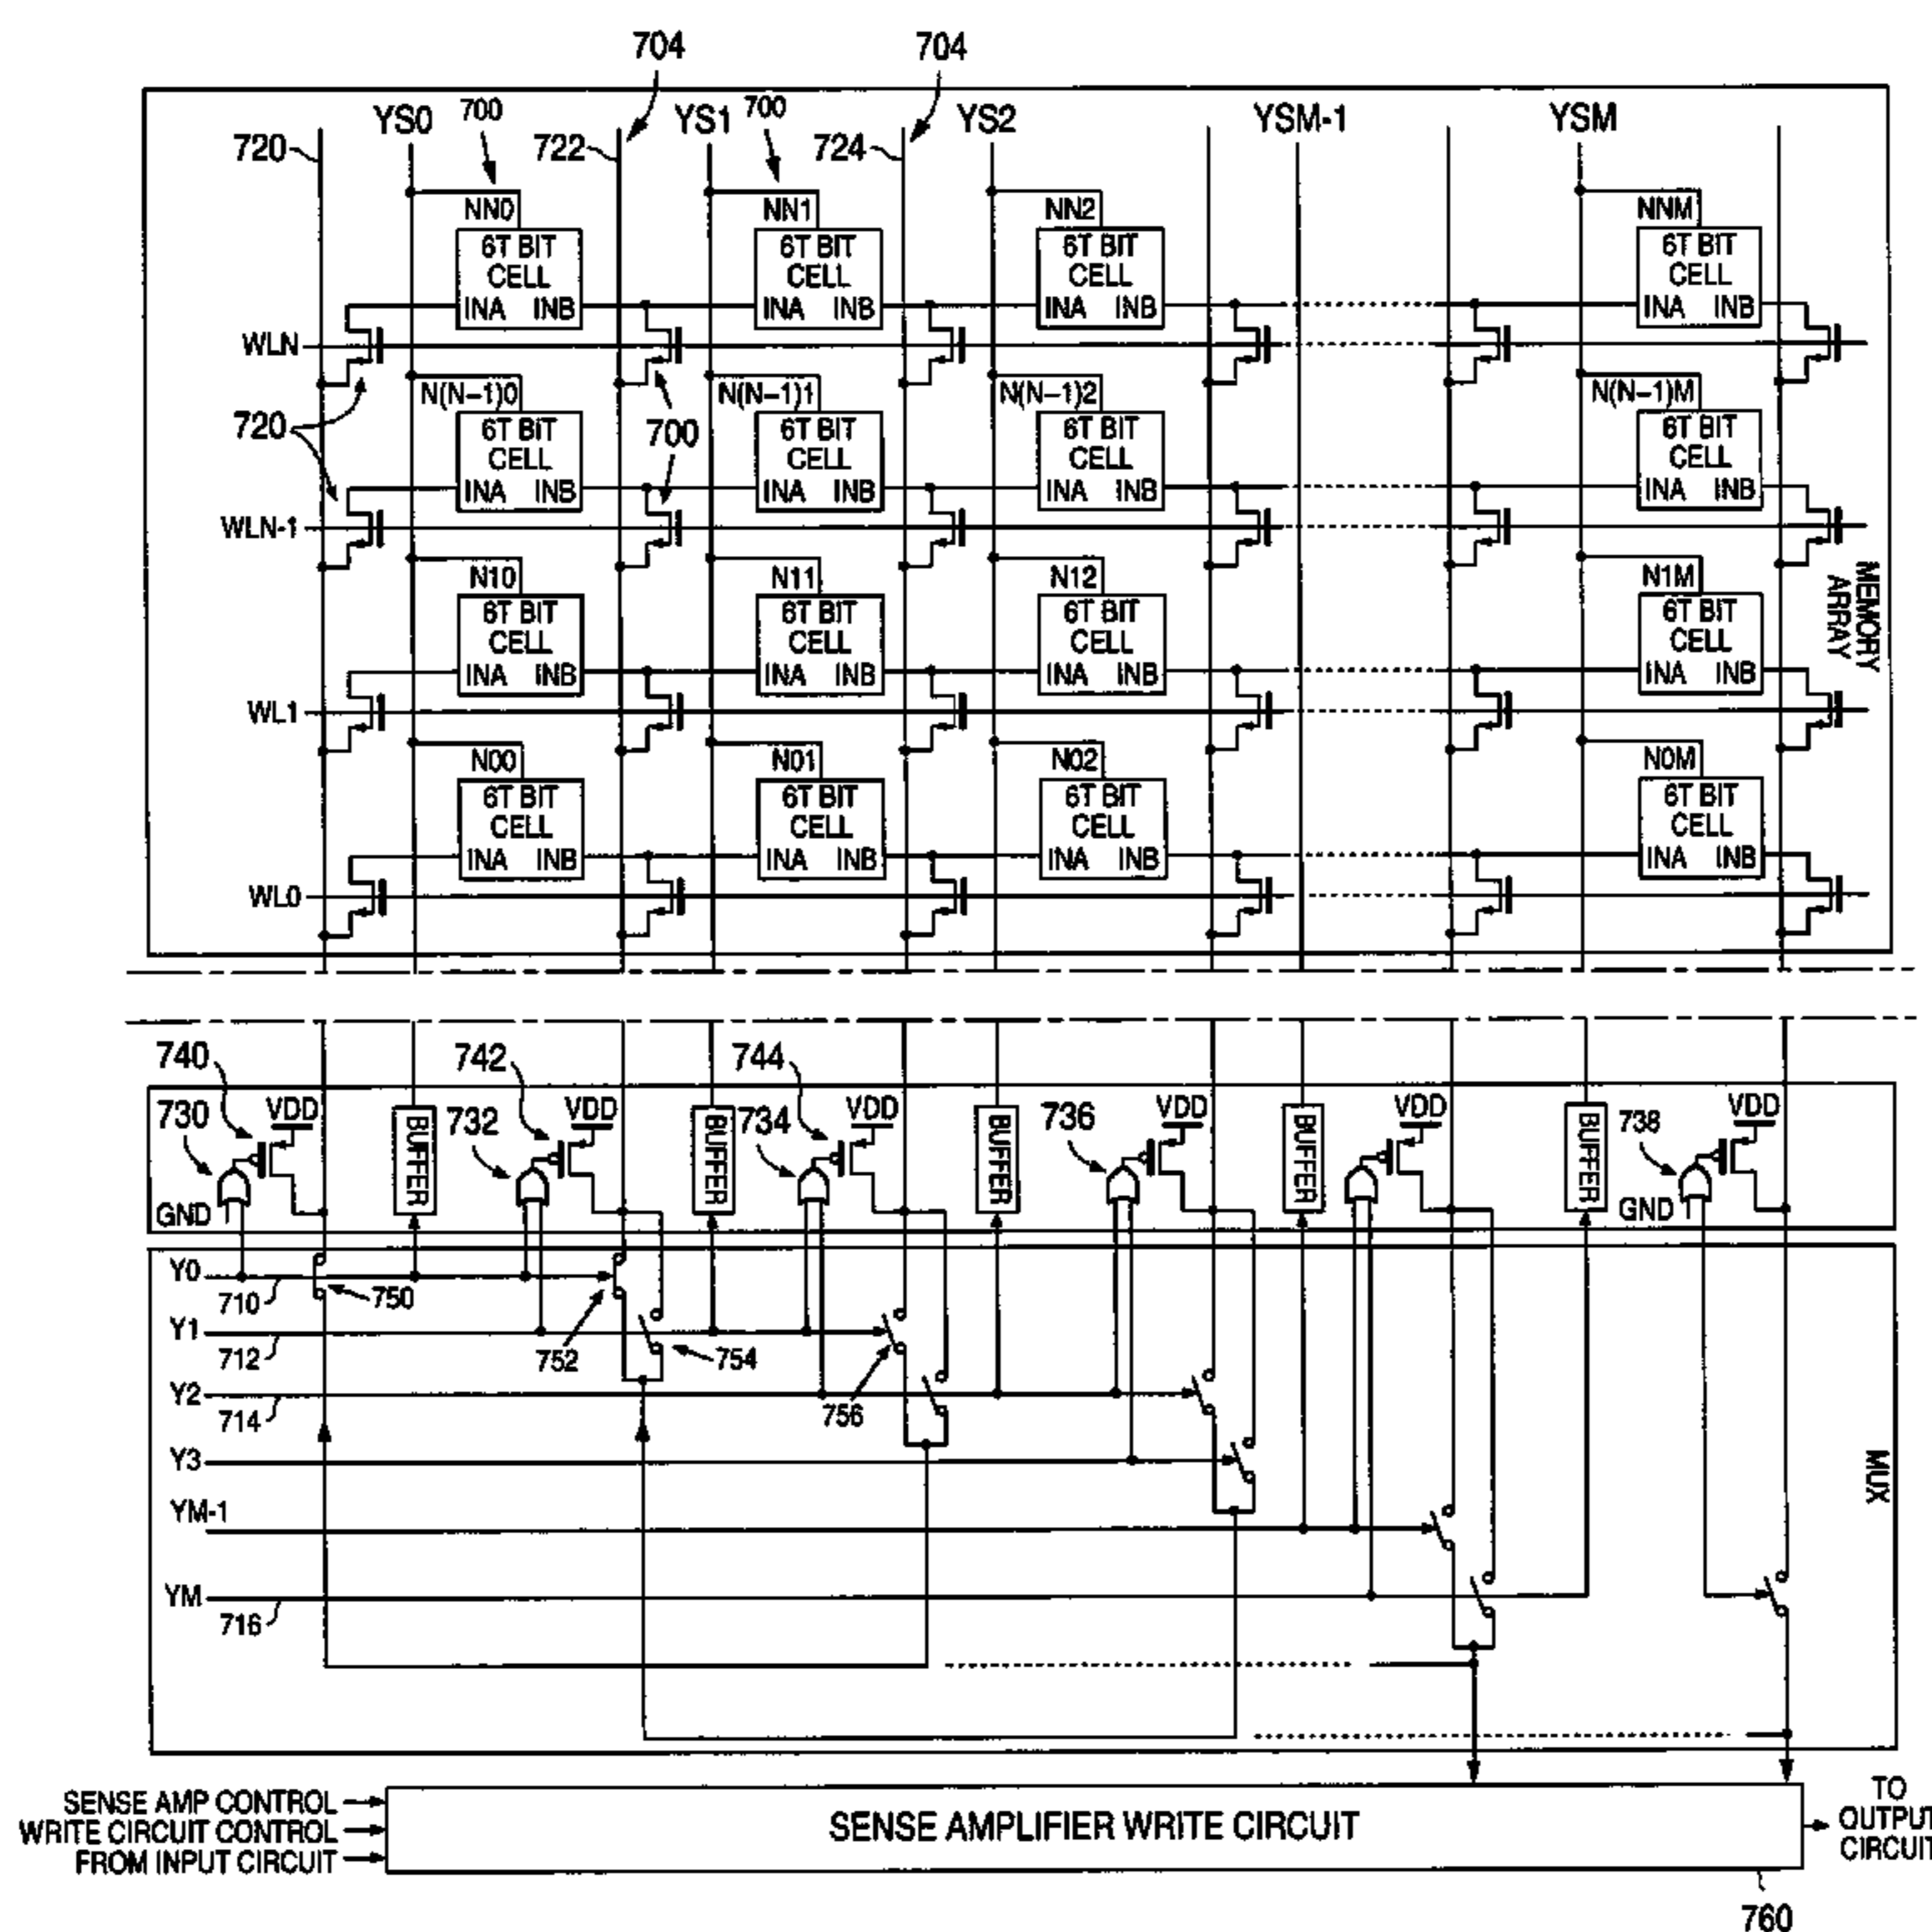 704 704
YS0 700 YS1 700 YS2 YSM-1 YSM
720 722 724
NN0 NN1 NN2 NNM
6T BIT 6T BIT 6T BIT 6T BIT
CELL CELL CELL CELL
INA INB INA INB INA INB INA INB
WLN
N(N-1)0 N(N-1)1 N(N-1)2 N(N-1)M
720 700
6T BIT 6T BIT 6T BIT 6T BIT
CELL CELL CELL CELL
INA INB INA INB INA INB INA INB
WLN-1
N10 N11 N12 N1M
MEMORY
ARRAY
6T BIT 6T BIT 6T BIT 6T BIT
CELL CELL CELL CELL
INA INB INA INB INA INB INA INB
WL1
N00 N01 N02 N0M
6T BIT 6T BIT 6T BIT 6T BIT
CELL CELL CELL CELL
INA INB INA INB INA INB INA INB
WL0
740 742 744
730 VDD 732 VDD 734 VDD 736 VDD VDD 738 VDD
BUFFER BUFFER BUFFER BUFFER BUFFER
GND GND
Y0
710 750
Y1
712 752 754
Y2
714 756
Y3
MUX
YM-1
YM
716
SENSE AMP CONTROL
WRITE CIRCUIT CONTROL
FROM INPUT CIRCUIT
SENSE AMPLIFIER WRITE CIRCUIT
TO
OUTPUT
CIRCUIT
760